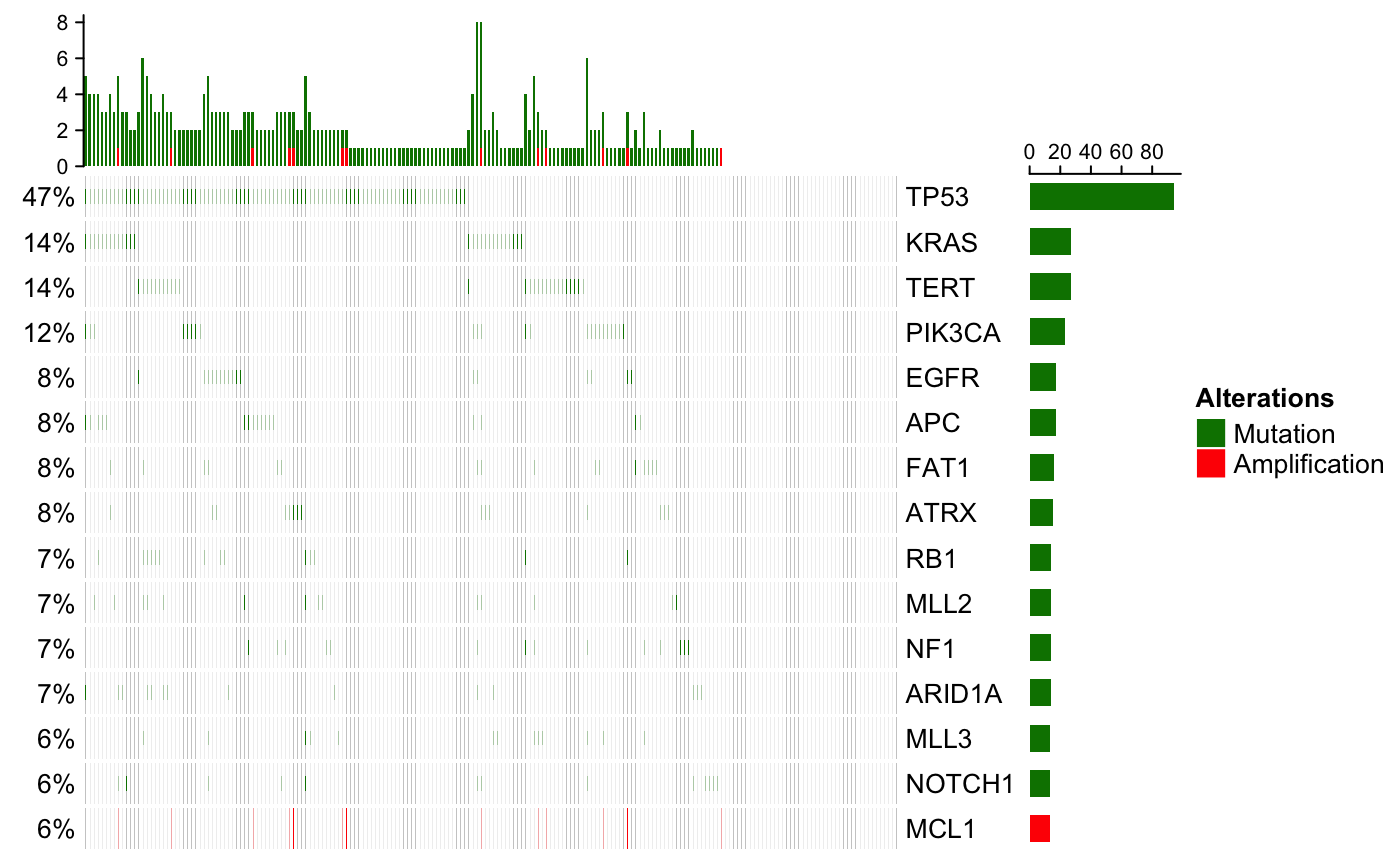 8
6
4
2
0
0 20 40 60 80
47% TP53
14% KRAS
14% TERT
12% PIK3CA
8% EGFR
8% APC
8% FAT1
8% ATRX
7% RB1
7% MLL2
7% NF1
7% ARID1A
6% MLL3
6% NOTCH1
6% MCL1
Alterations
Mutation
Amplification